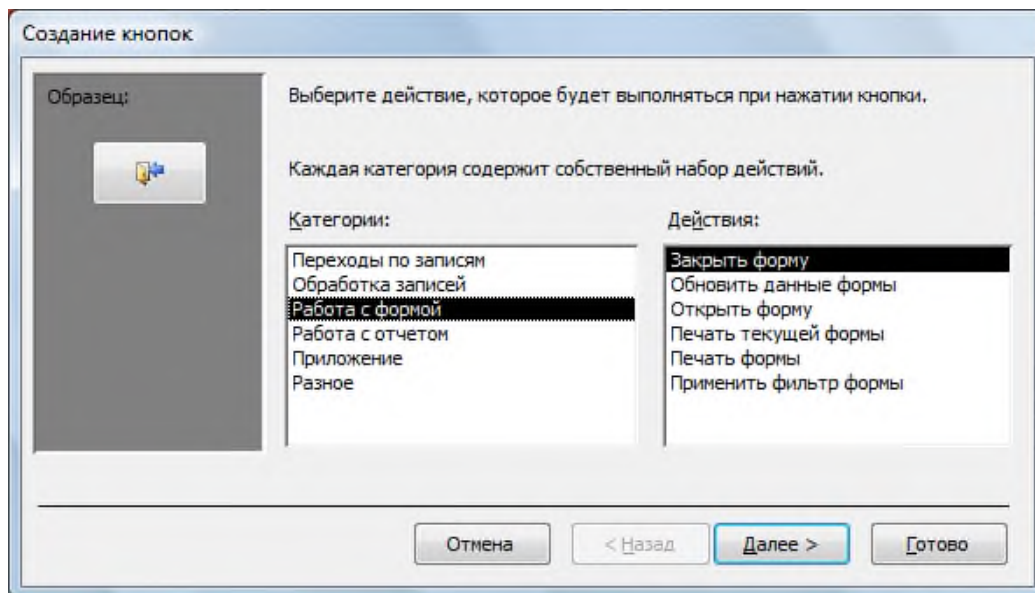 Создание кнопок
Образец:
Выберите действие, которое будет выполняться при нажатии кнопки.
Каждая категория содержит собственный набор действий.
Категории:
Переходы по записям
Обработка записей
Работа с формой
Работа с отчетом
Приложение
Разное
Действия:
Закрыть форму
Обновить данные формы
Открыть форму
Печать текущей формы
Печать формы
Применить фильтр формы
Отмена
< Назад
Далее >
Готово